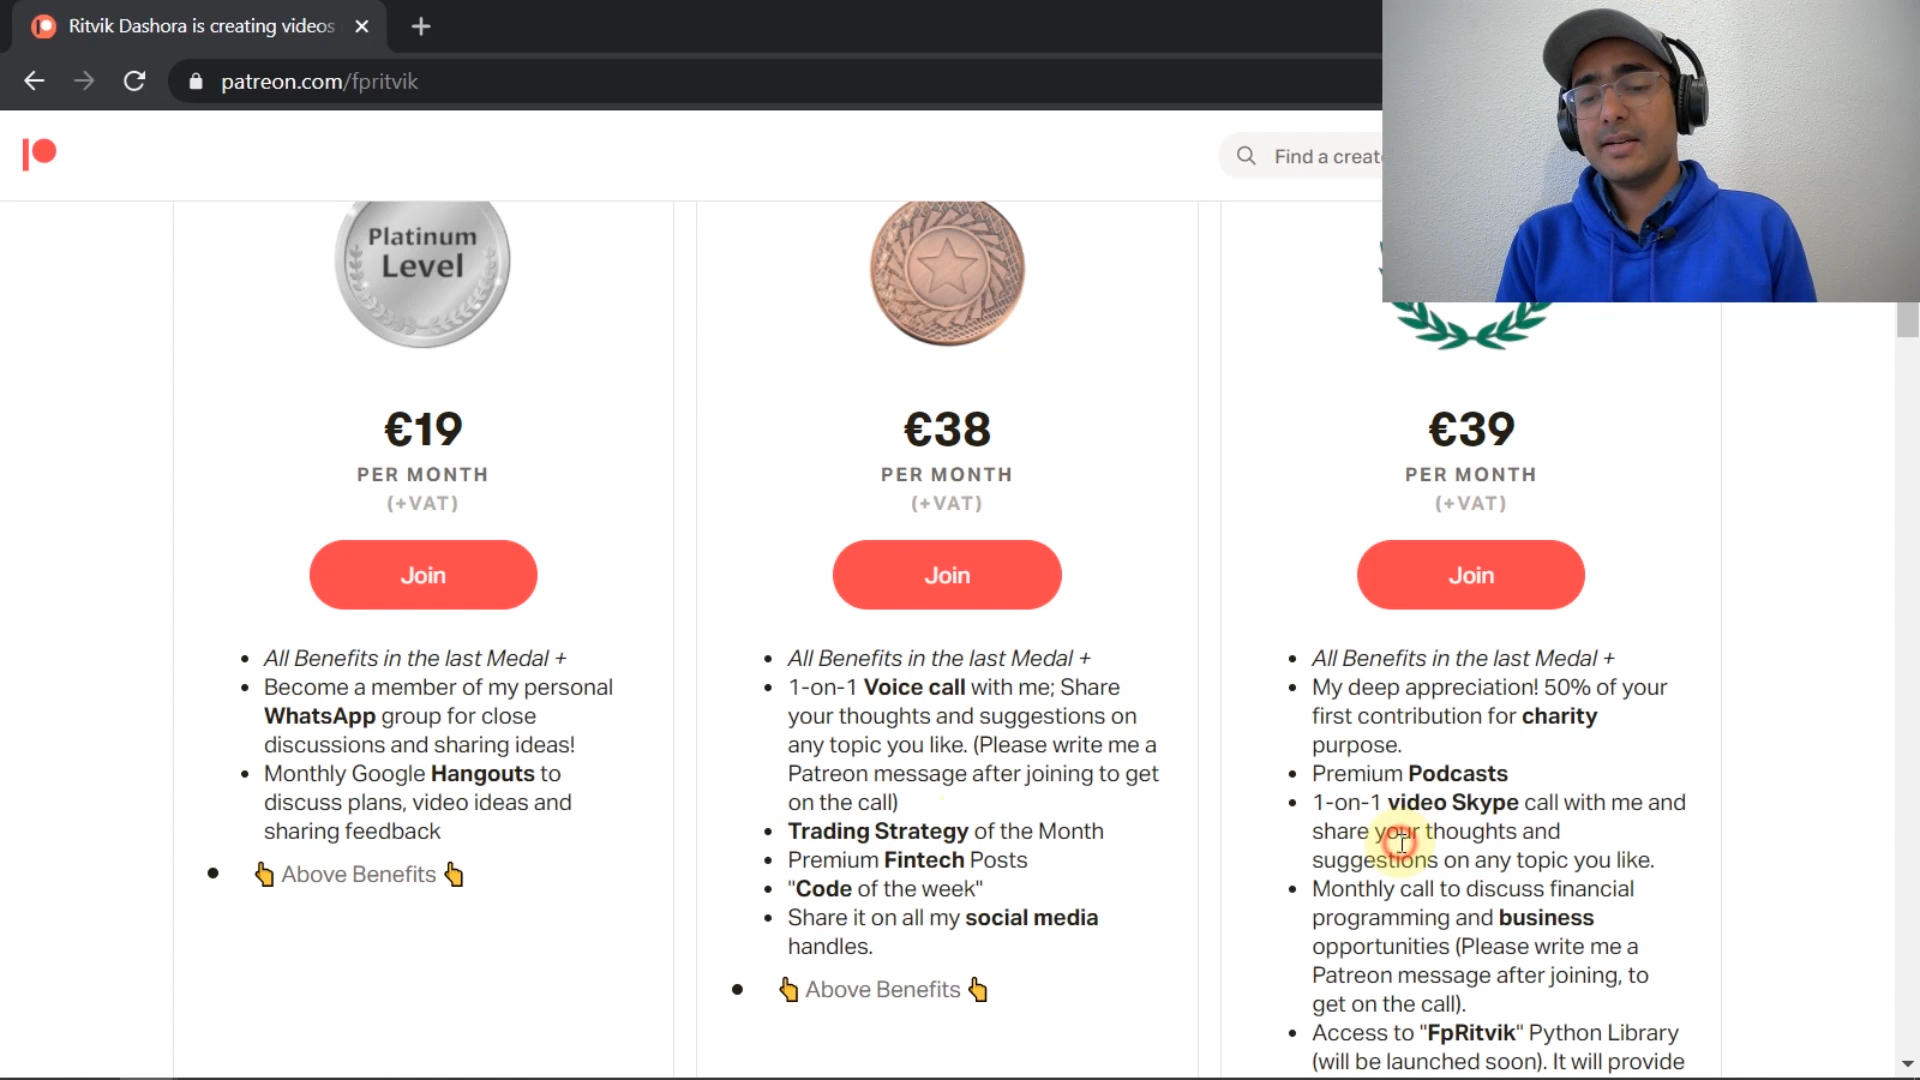 Ritvik Dashora is creating videos
patreon.com/fpritvik
Find a creat
Platinum
Level
€19
PER MONTH
(+VAT)
Join
All Benefits in the last Medal +
Become a member of my personal
WhatsApp group for close
discussions and sharing ideas!
Monthly Google Hangouts to
discuss plans, video ideas and
sharing feedback
👆 Above Benefits 👆
€38
PER MONTH
(+VAT)
Join
All Benefits in the last Medal +
1-on-1 Voice call with me; Share
your thoughts and suggestions on
any topic you like. (Please write me a
Patreon message after joining to get
on the call)
Trading Strategy of the Month
Premium Fintech Posts
"Code of the week"
Share it on all my social media
handles.
👆 Above Benefits 👆
€39
PER MONTH
(+VAT)
Join
All Benefits in the last Medal +
My deep appreciation! 50% of your
first contribution for charity
purpose.
Premium Podcasts
1-on-1 video Skype call with me and
share your thoughts and
suggestions on any topic you like.
Monthly call to discuss financial
programming and business
opportunities (Please write me a
Patreon message after joining, to
get on the call).
Access to "FpRitvik" Python Library
(will be launched soon). It will provide